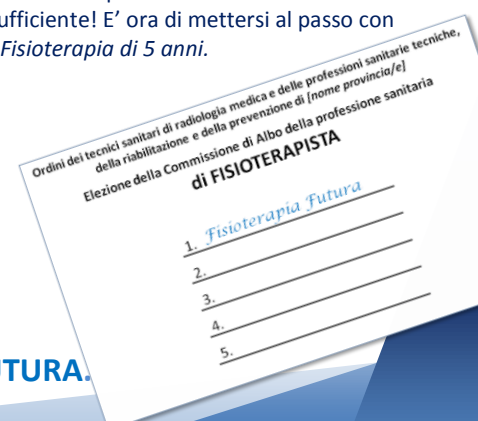 ufficiente! E’ ora di mettersi al passo con
Fisioterapia di 5 anni.
Ordini dei tecnici sanitari di radiologia medica e delle professioni sanitarie tecniche,
della riabilitazione e della prevenzione di [nome provincia/e]
Elezione della Commissione di Albo della professione sanitaria
di FISIOTERAPISTA
1. Fisioterapia Futura
2.
3.
4.
5.
UTURA.